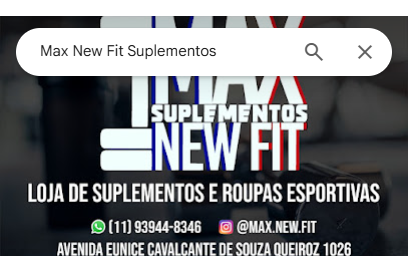 Max New Fit Suplementos
MAX
SUPLEMENTOS
NEW FIT
LOJA DE SUPLEMENTOS E ROUPAS ESPORTIVAS
(11) 93944-8346 @MAX.NEW.FIT
AVENIDA EUNICE CAVALCANTE DE SOUZA QUEIROZ 1026